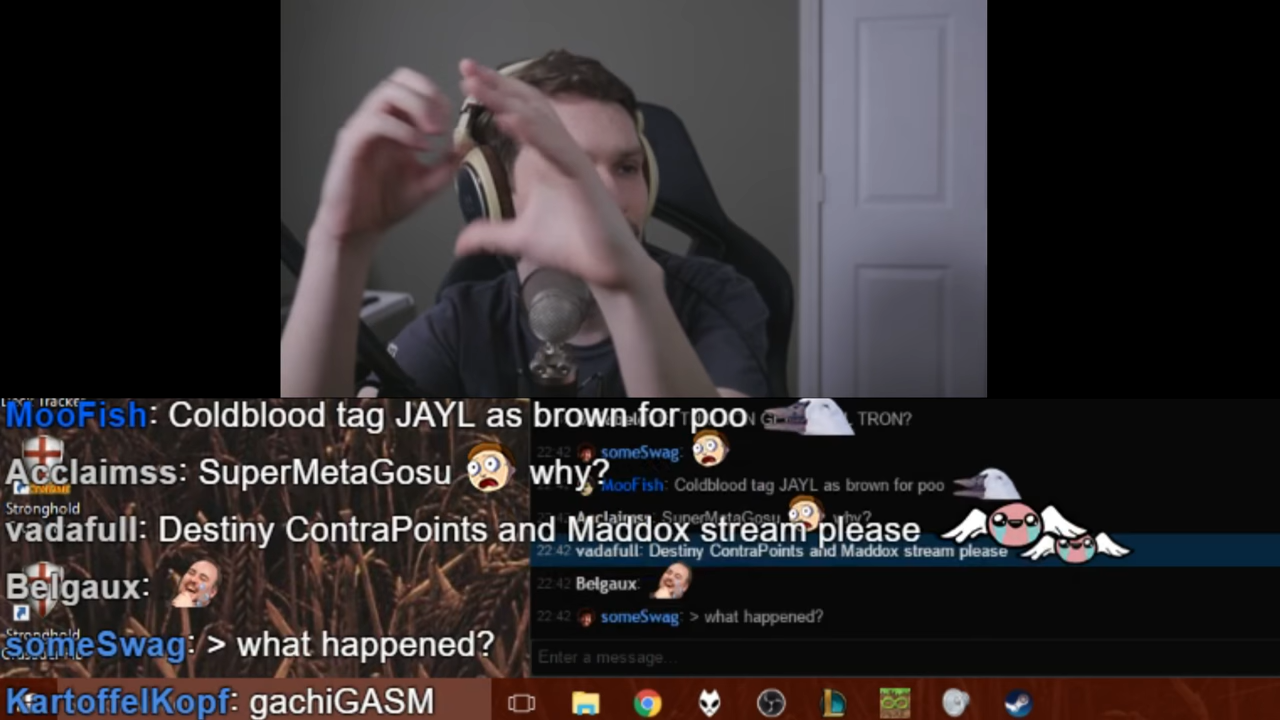 MooFish: Coldblood tag JAYL as brown for poo
Acclaimss: SuperMetaGosu why?
vadafull: Destiny ContraPoints and Maddox stream please
Belgaux:
someSwag: > what happened?
KartoffelKopf: gachiGASM
Stronghold
Stronghold
TRON?
22:42 someSwag:
MooFish: Coldblood tag JAYL as brown for poo
Acclaimss: SuperMetaGosu why?
22:42 vadafull: Destiny ContraPoints and Maddox stream please
22:42 Belgaux:
22:42 someSwag: > what happened?
Enter a message...